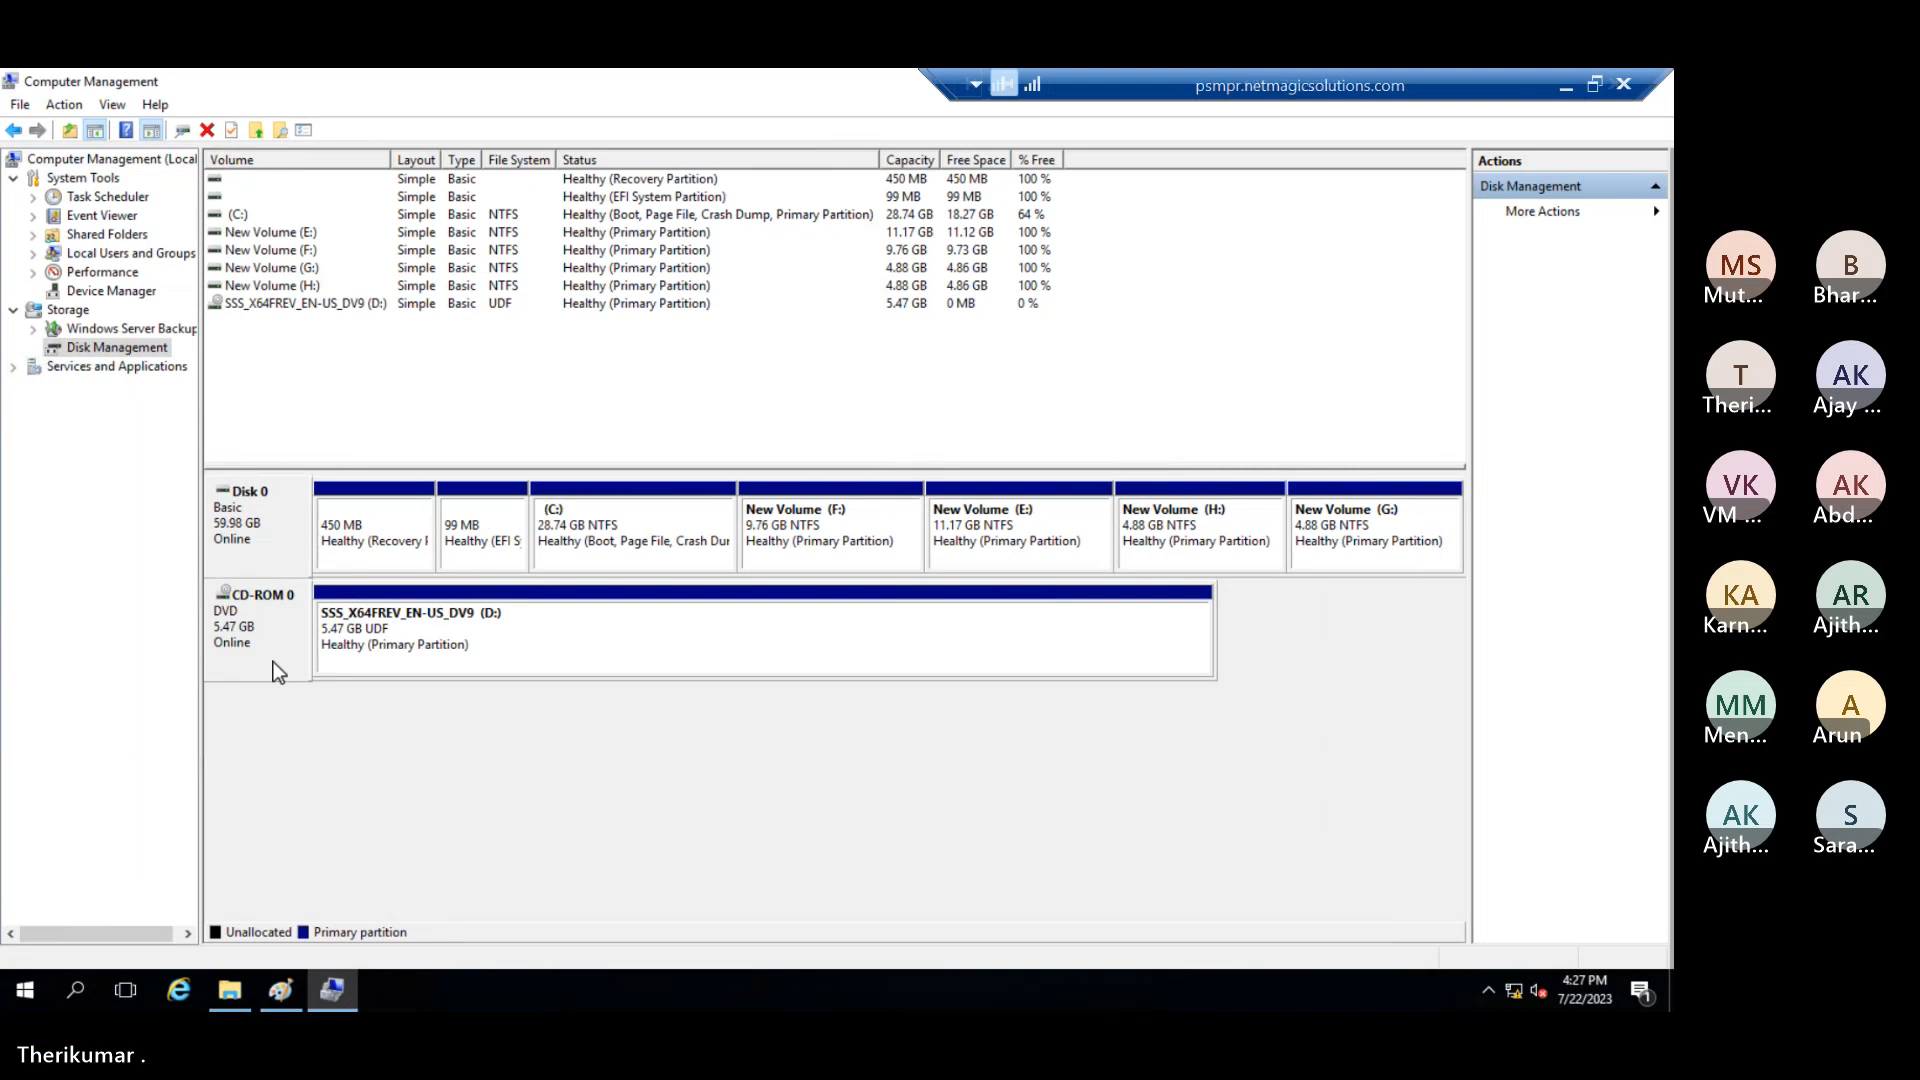 Computer Management
psmpr.netmagicsolutions.com
File Action View Help
Computer Management (Local
System Tools
Task Scheduler
Event Viewer
Shared Folders
Local Users and Groups
Performance
Device Manager
Storage
Windows Server Backup
Disk Management
Services and Applications
Volume Layout Type File System Status Capacity Free Space % Free
Simple Basic Healthy (Recovery Partition) 450 MB 450 MB 100 %
Simple Basic Healthy (EFI System Partition) 99 MB 99 MB 100 %
(C:) Simple Basic NTFS Healthy (Boot, Page File, Crash Dump, Primary Partition) 28.74 GB 18.27 GB 64 %
New Volume (E:) Simple Basic NTFS Healthy (Primary Partition) 11.17 GB 11.12 GB 100 %
New Volume (F:) Simple Basic NTFS Healthy (Primary Partition) 9.76 GB 9.73 GB 100 %
New Volume (G:) Simple Basic NTFS Healthy (Primary Partition) 4.88 GB 4.86 GB 100 %
New Volume (H:) Simple Basic NTFS Healthy (Primary Partition) 4.88 GB 4.86 GB 100 %
SSS_X64FREV_EN-US_DV9 (D:) Simple Basic UDF Healthy (Primary Partition) 5.47 GB 0 MB 0 %
Actions
Disk Management
More Actions
Disk 0
Basic
59.98 GB
Online
450 MB
Healthy (Recovery
99 MB
Healthy (EFI S
(C:)
28.74 GB NTFS
Healthy (Boot, Page File, Crash Dur
New Volume (F:)
9.76 GB NTFS
Healthy (Primary Partition)
New Volume (E:)
11.17 GB NTFS
Healthy (Primary Partition)
New Volume (H:)
4.88 GB NTFS
Healthy (Primary Partition)
New Volume (G:)
4.88 GB NTFS
Healthy (Primary Partition)
CD-ROM 0
DVD
5.47 GB
Online
SSS_X64FREV_EN-US_DV9 (D:)
5.47 GB UDF
Healthy (Primary Partition)
Unallocated Primary partition
4:27 PM
7/22/2023
1
MS
Mut...
B
Bhar...
T
Theri...
AK
Ajay ...
VK
VM ...
AK
Abd...
KA
Karn...
AR
Ajith...
MM
Men...
A
Arun
AK
Ajith...
S
Sara...
Therikumar .